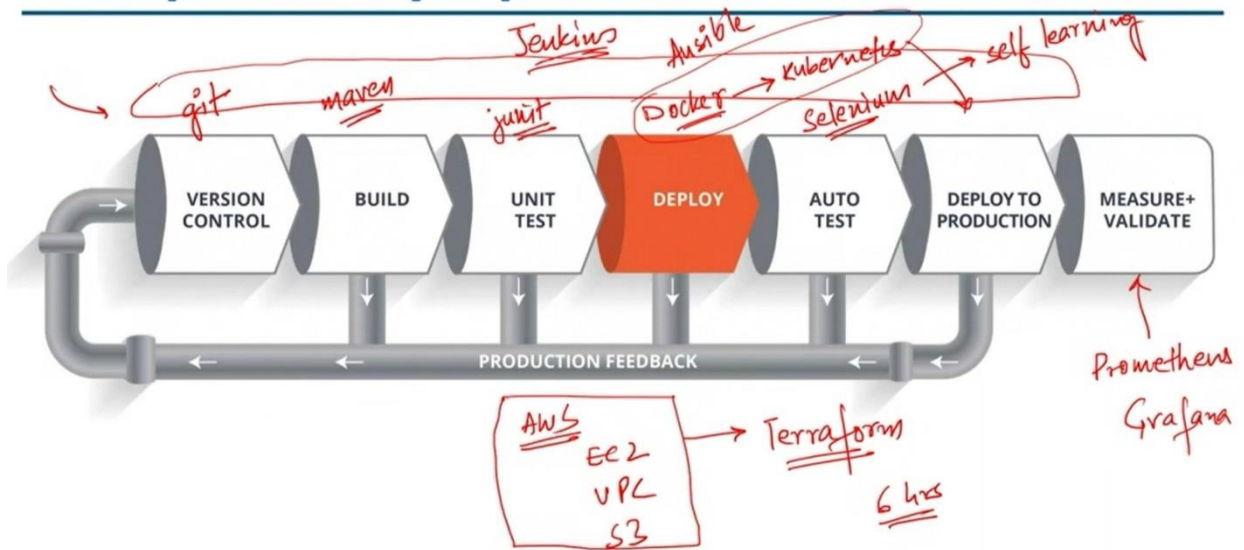 Jenkins
Ansible
git
maven
junit
Docker
kubernetes
selenium
self learning
VERSION
CONTROL
BUILD
UNIT
TEST
DEPLOY
AUTO
TEST
DEPLOY TO
PRODUCTION
MEASURE+
VALIDATE
PRODUCTION FEEDBACK
Prometheus
Grafana
AWS
EC2
VPC
S3
Terraform
6 hrs